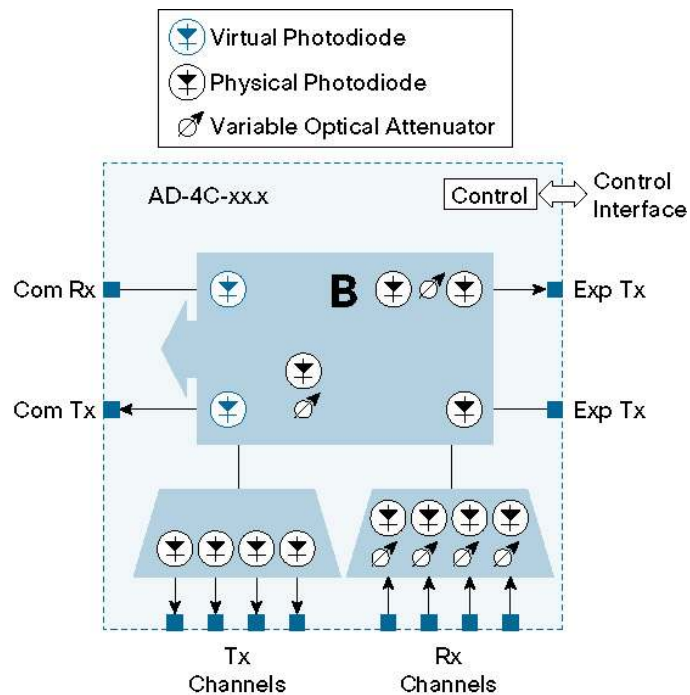 Virtual Photodiode
Physical Photodiode
Variable Optical Attenuator
AD-4C-xx.x
Control
Control
Interface
Com Rx
B
Exp Tx
Com Tx
Exp Tx
Tx
Channels
Rx
Channels